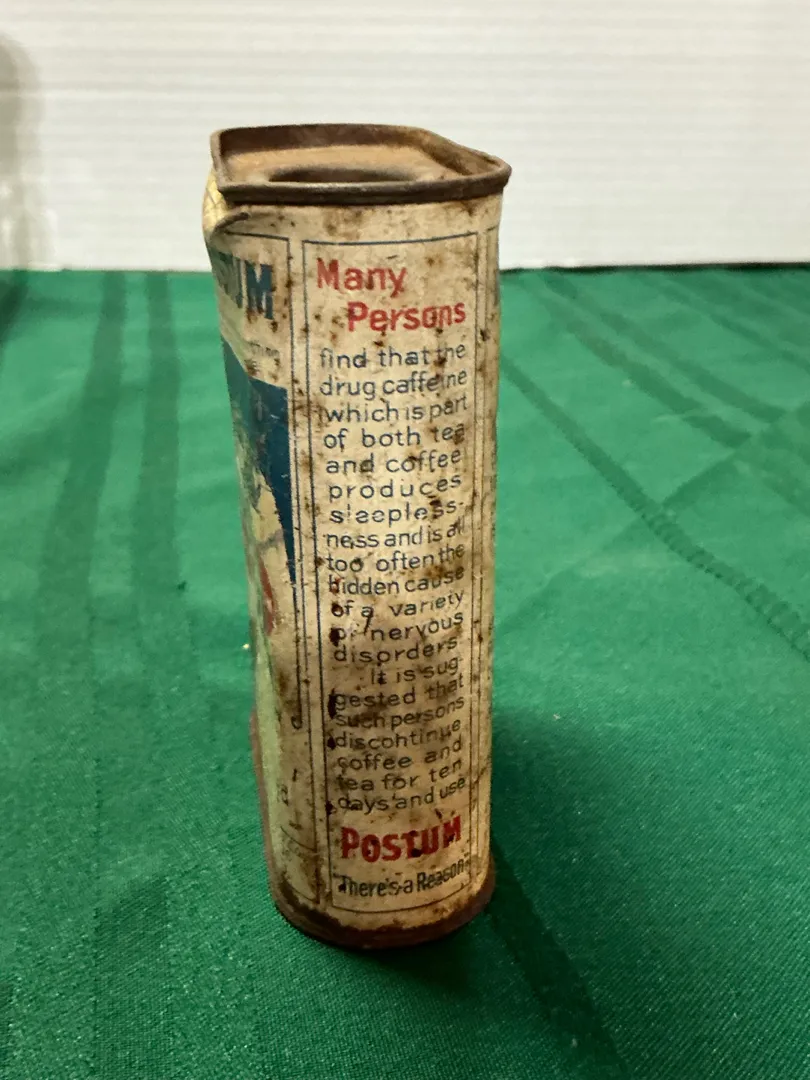 UM
Many
Persons
find that the
drug caffeine
which is part
of both tea
and coffee
produces
sleepless-
ness and is all
too often the
hidden cause
of a variety
of nervous
disorders.
It is sug-
gested that
such persons
discontinue
coffee and
tea for ten
days and use
POSTUM
"There's a Reason"